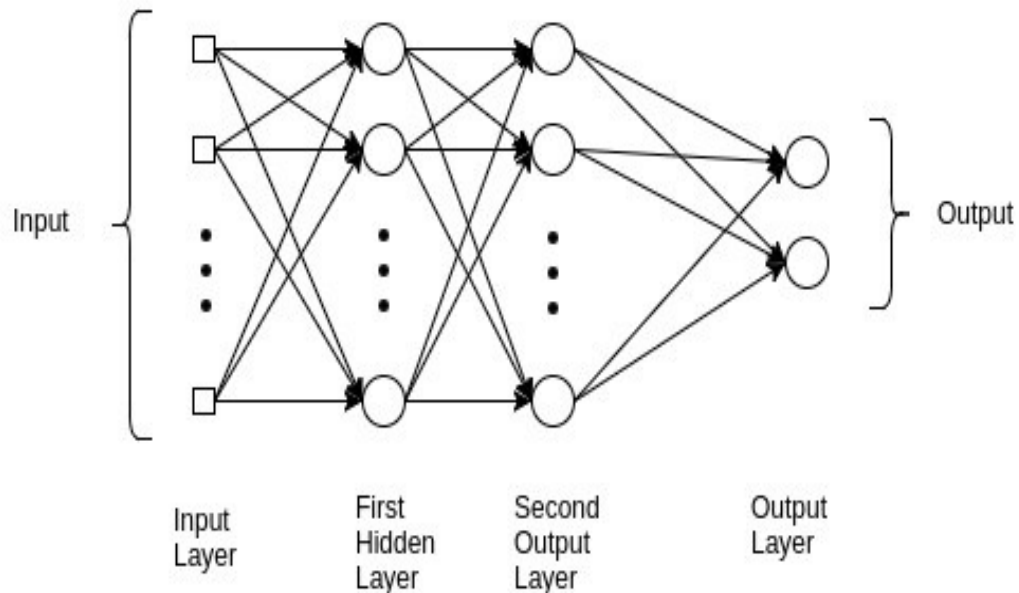 Input
Output
Input
Layer
First
Hidden
Layer
Second
Output
Layer
Output
Layer